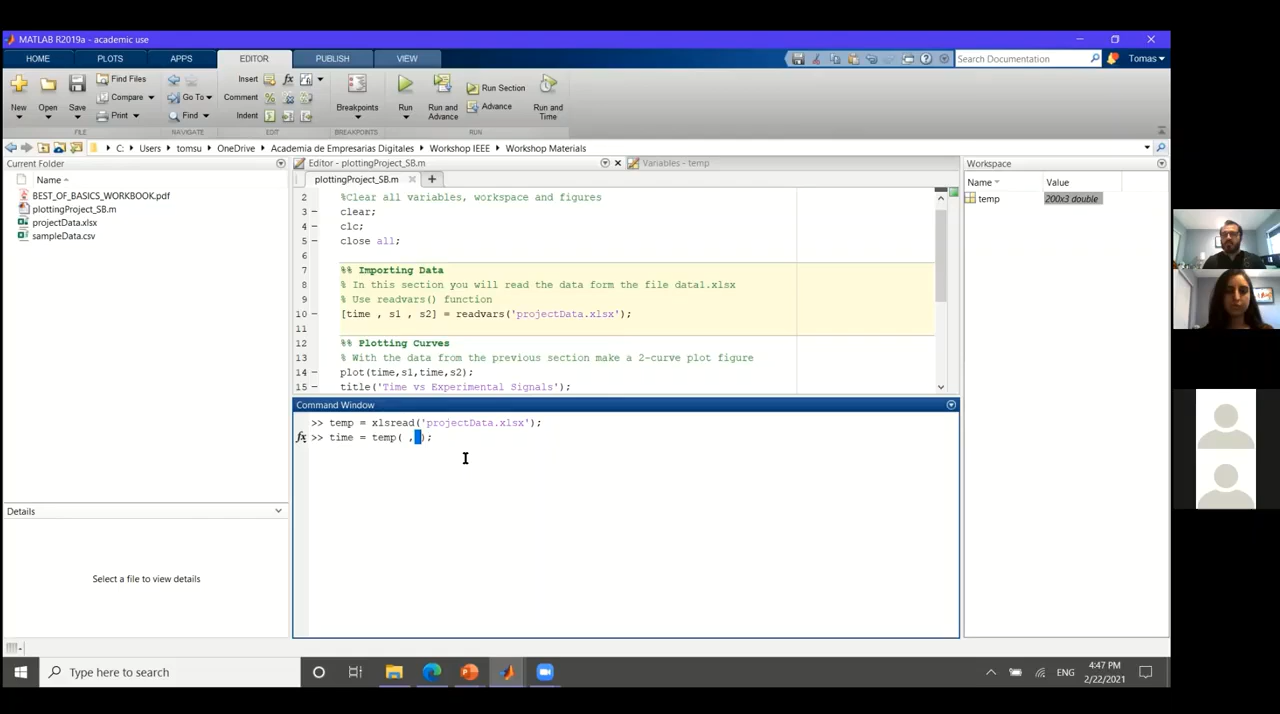 MATLAB R2019a - academic use
HOME PLOTS APPS EDITOR PUBLISH VIEW
Search Documentation
Tomas
New Open Save Find Files Compare Print
Go To Find
Insert Comment Indent
Breakpoints Run Run and Advance Run Section Advance Run and Time
FILE NAVIGATE EDIT BREAKPOINTS RUN
C: Users tomsu OneDrive Academia de Empresarias Digitales Workshop IEEE Workshop Materials
Current Folder
Name
BEST_OF_BASICS_WORKBOOK.pdf
plottingProject_SB.m
projectData.xlsx
sampleData.csv
Details
Select a file to view details
Editor - plottingProject_SB.m
Variables - temp
plottingProject_SB.m
2 %Clear all variables, workspace and figures
3 – clear;
4 – clc;
5 – close all;
6
7 %% Importing Data
8 % In this section you will read the data form the file data1.xlsx
9 % Use readvars() function
10 – [time , s1 , s2] = readvars('projectData.xlsx');
11
12 %% Plotting Curves
13 % With the data from the previous section make a 2-curve plot figure
14 – plot(time,s1,time,s2);
15 – title('Time vs Experimental Signals');
Command Window
>> temp = xlsread('projectData.xlsx');
fx >> time = temp( , );
Workspace
Name Value
temp 200x3 double
Type here to search
ENG
4:47 PM
2/22/2021